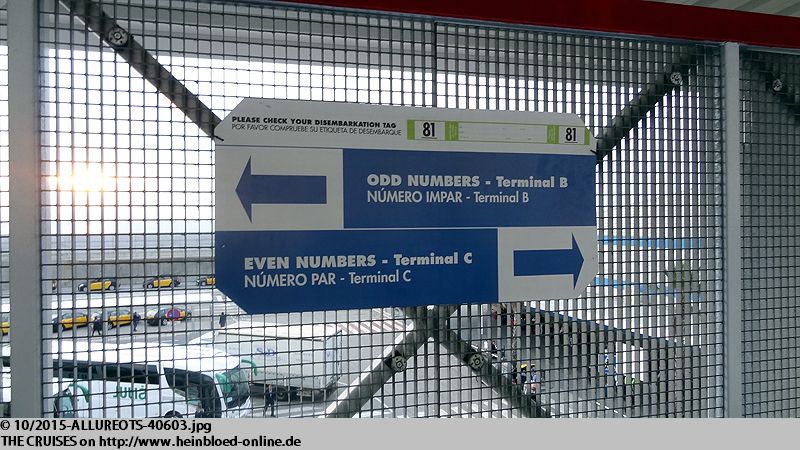 PLEASE CHECK YOUR DISEMBARKATION TAG
POR FAVOR COMPRUEBE SU ETIQUETA DE DESEMBARQUE
81 81
ODD NUMBERS - Terminal B
NÚMERO IMPAR - Terminal B
EVEN NUMBERS - Terminal C
NÚMERO PAR - Terminal C
© 10/2015-ALLUREOTS-40603.jpg
THE CRUISES on http://www.heinbloed-online.de